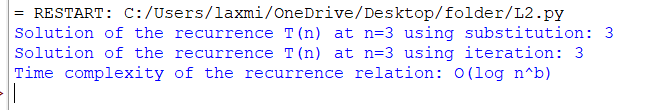 = RESTART: C:/Users/laxmi/OneDrive/Desktop/folder/L2.py
Solution of the recurrence T(n) at n=3 using substitution: 3
Solution of the recurrence T(n) at n=3 using iteration: 3
Time complexity of the recurrence relation: O(log n^b)